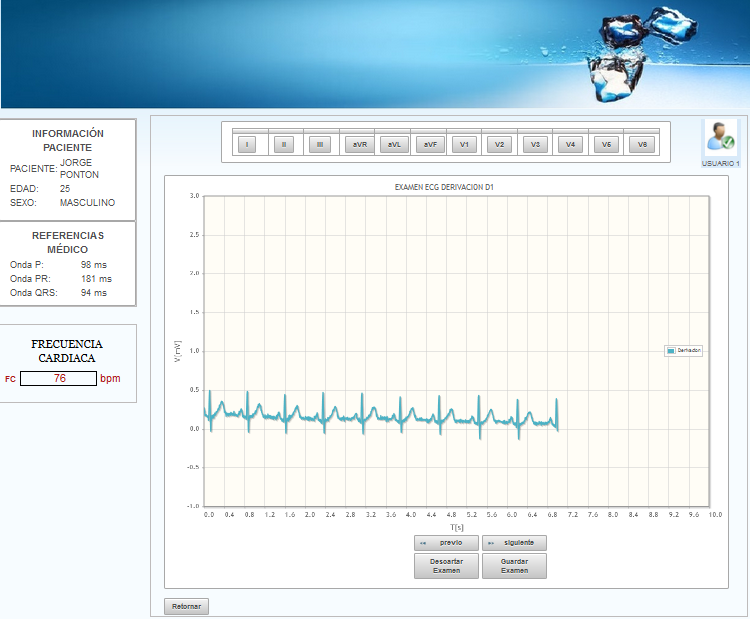 INFORMACIÓN
PACIENTE
PACIENTE: JORGE
PONTON
EDAD: 25
SEXO: MASCULINO
REFERENCIAS
MÉDICO
Onda P: 98 ms
Onda PR: 181 ms
Onda QRS: 94 ms
FRECUENCIA
CARDIACA
FC 76 bpm
I II III aVR aVL aVF V1 V2 V3 V4 V5 V6
USUARIO 1
EXAMEN ECG DERIVACION D1
3.0
2.5
2.0
1.5
1.0
0.5
0.0
-0.5
-1.0
V[mV]
Derivacion
0.0 0.4 0.8 1.2 1.6 2.0 2.4 2.8 3.2 3.6 4.0 4.4 4.8 5.2 5.6 6.0 6.4 6.8 7.2 7.6 8.0 8.4 8.8 9.2 9.6 10.0
T[s]
previo siguiente
Descartar
Examen
Guardar
Examen
Retornar